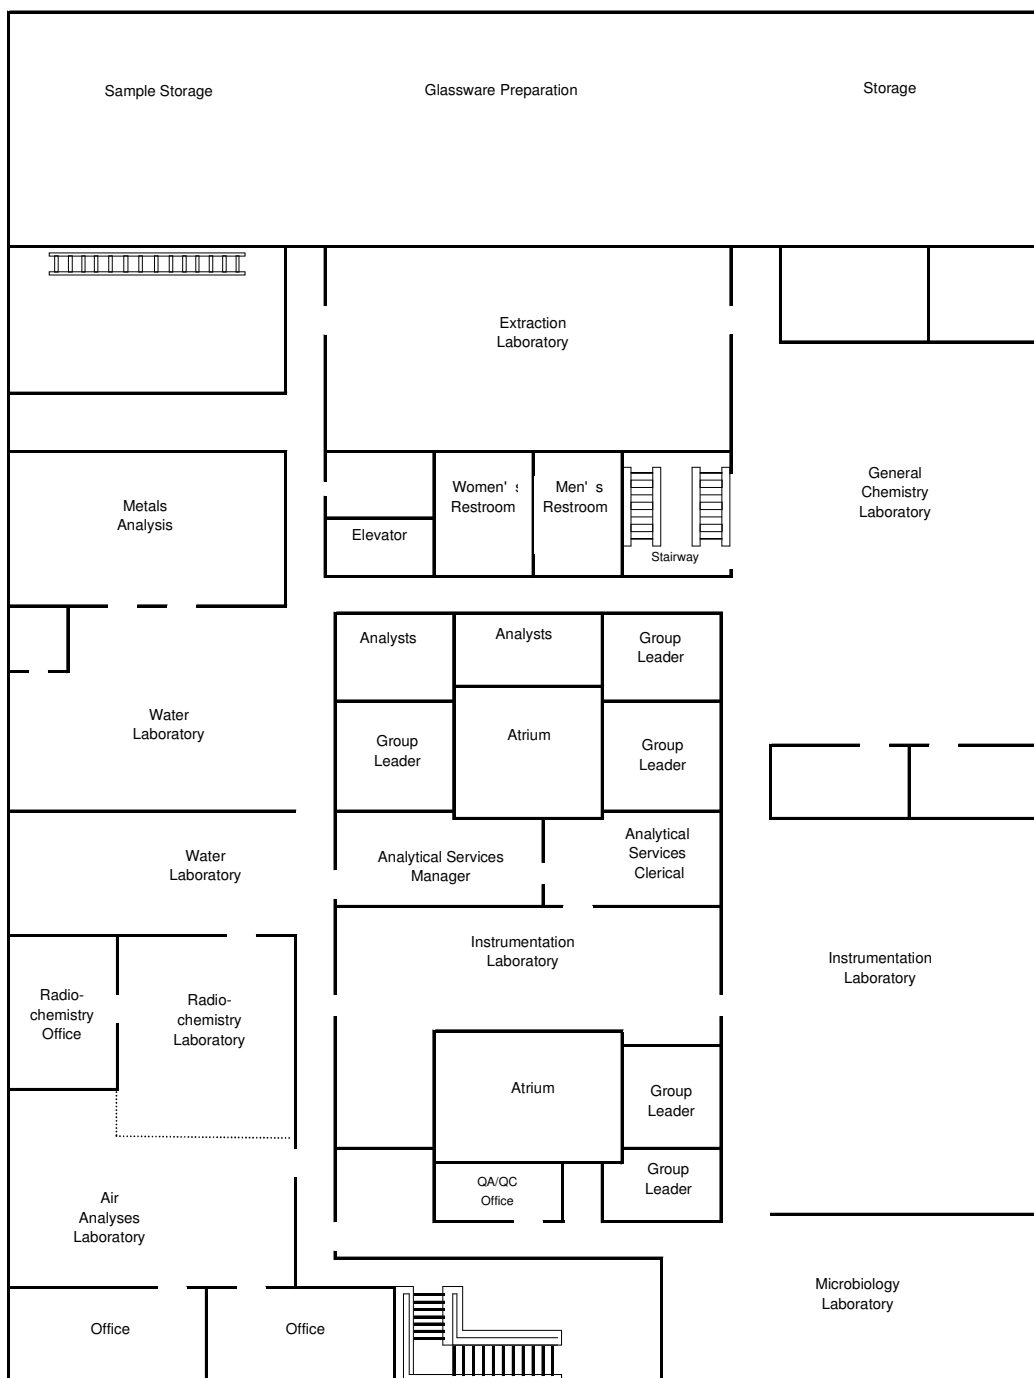 Sample Storage
Glassware Preparation
Storage
Extraction
Laboratory
General
Chemistry
Laboratory
Women' s
Restroom
Men' s
Restroom
Metals
Analysis
Elevator
Stairway
Analysts
Analysts
Group
Leader
Water
Laboratory
Group
Leader
Atrium
Group
Leader
Water
Laboratory
Analytical Services
Manager
Analytical
Services
Clerical
Instrumentation
Laboratory
Instrumentation
Laboratory
Radio-
chemistry
Office
Radio-
chemistry
Laboratory
Atrium
Group
Leader
QA/QC
Office
Group
Leader
Air
Analyses
Laboratory
Microbiology
Laboratory
Office
Office